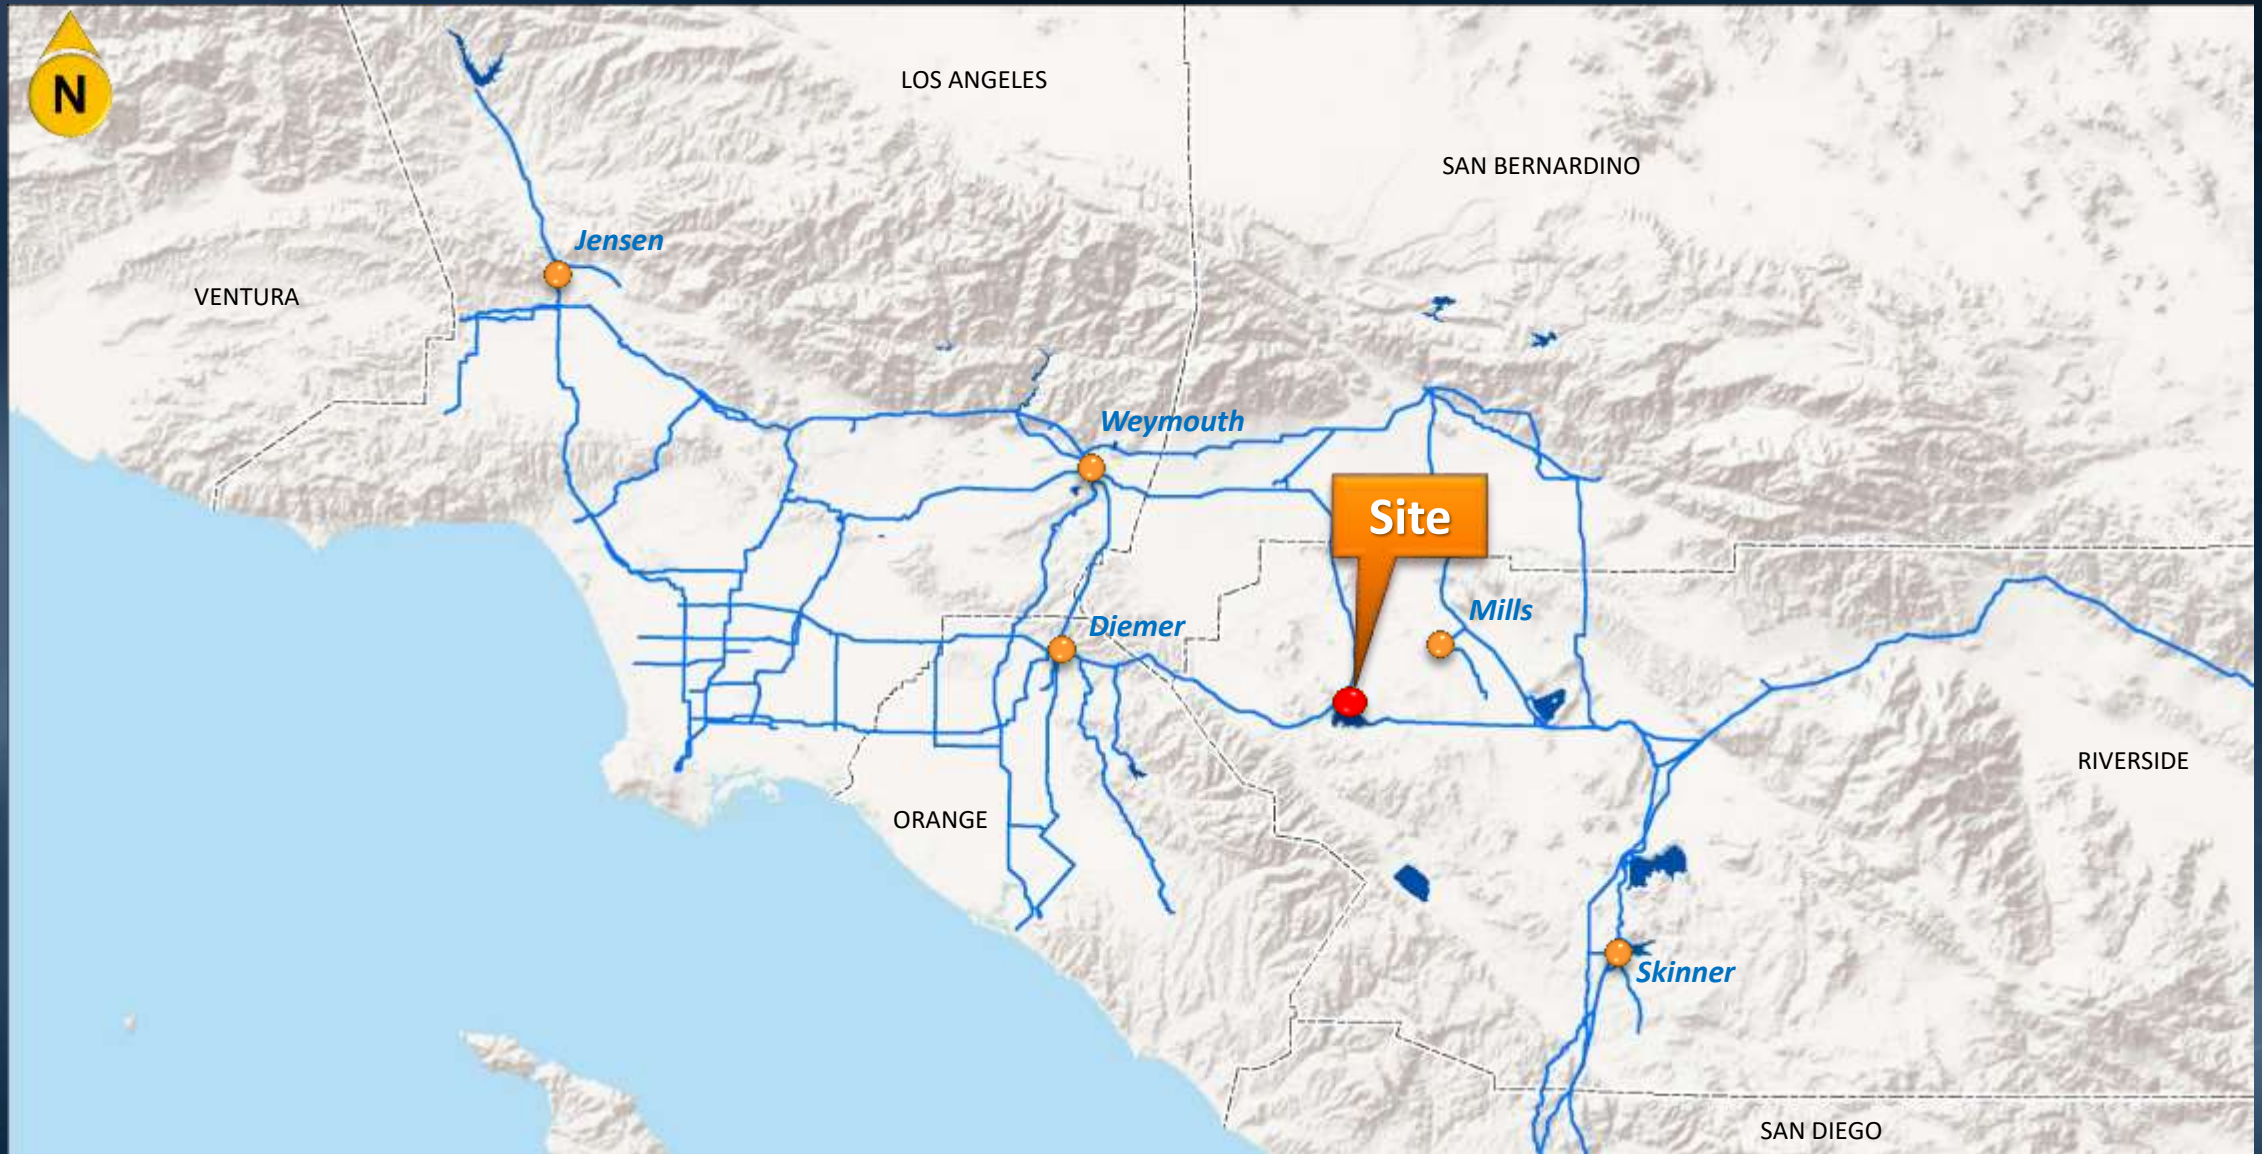 N
LOS ANGELES
SAN BERNARDINO
Jensen
VENTURA
Weymouth
Site
Mills
Diemer
RIVERSIDE
ORANGE
Skinner
SAN DIEGO